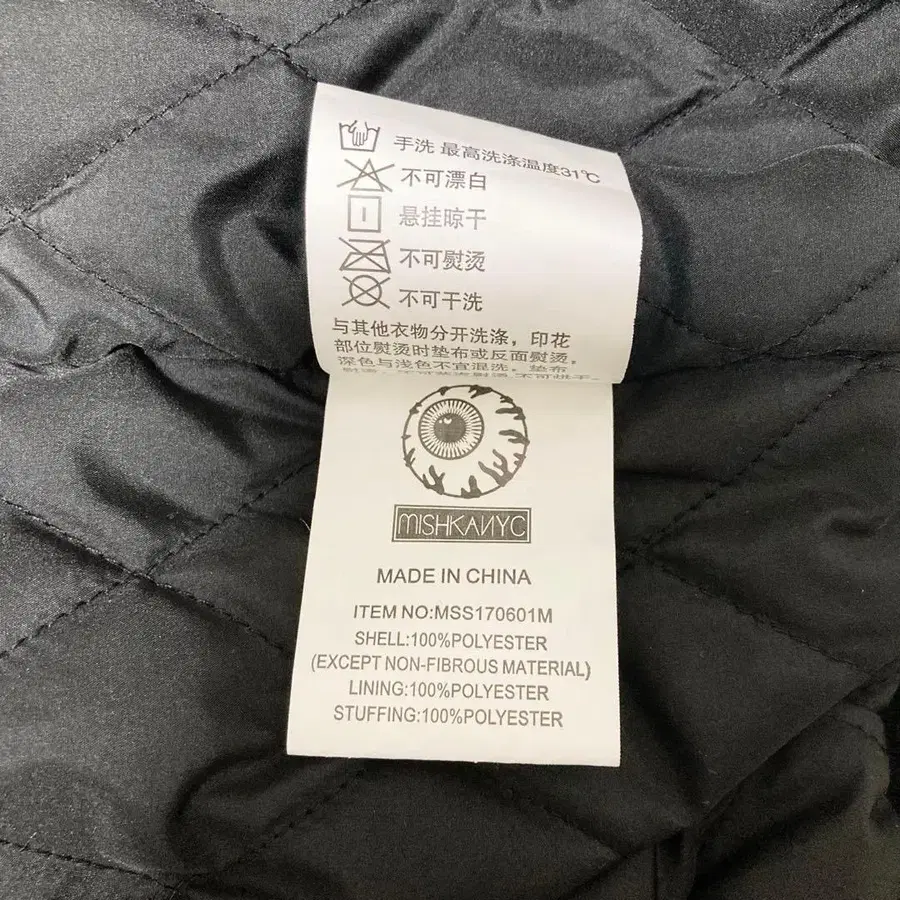 手洗 最高洗涤温度31℃
不可漂白
悬挂晾干
不可熨烫
不可干洗
与其他衣物分开洗涤，印花
部位熨烫时垫布或反面熨烫。
深色与浅色不宜混洗。垫布
MISHKANYC
MADE IN CHINA
ITEM NO:MSS170601M
SHELL:100%POLYESTER
(EXCEPT NON-FIBROUS MATERIAL)
LINING:100%POLYESTER
STUFFING:100%POLYESTER